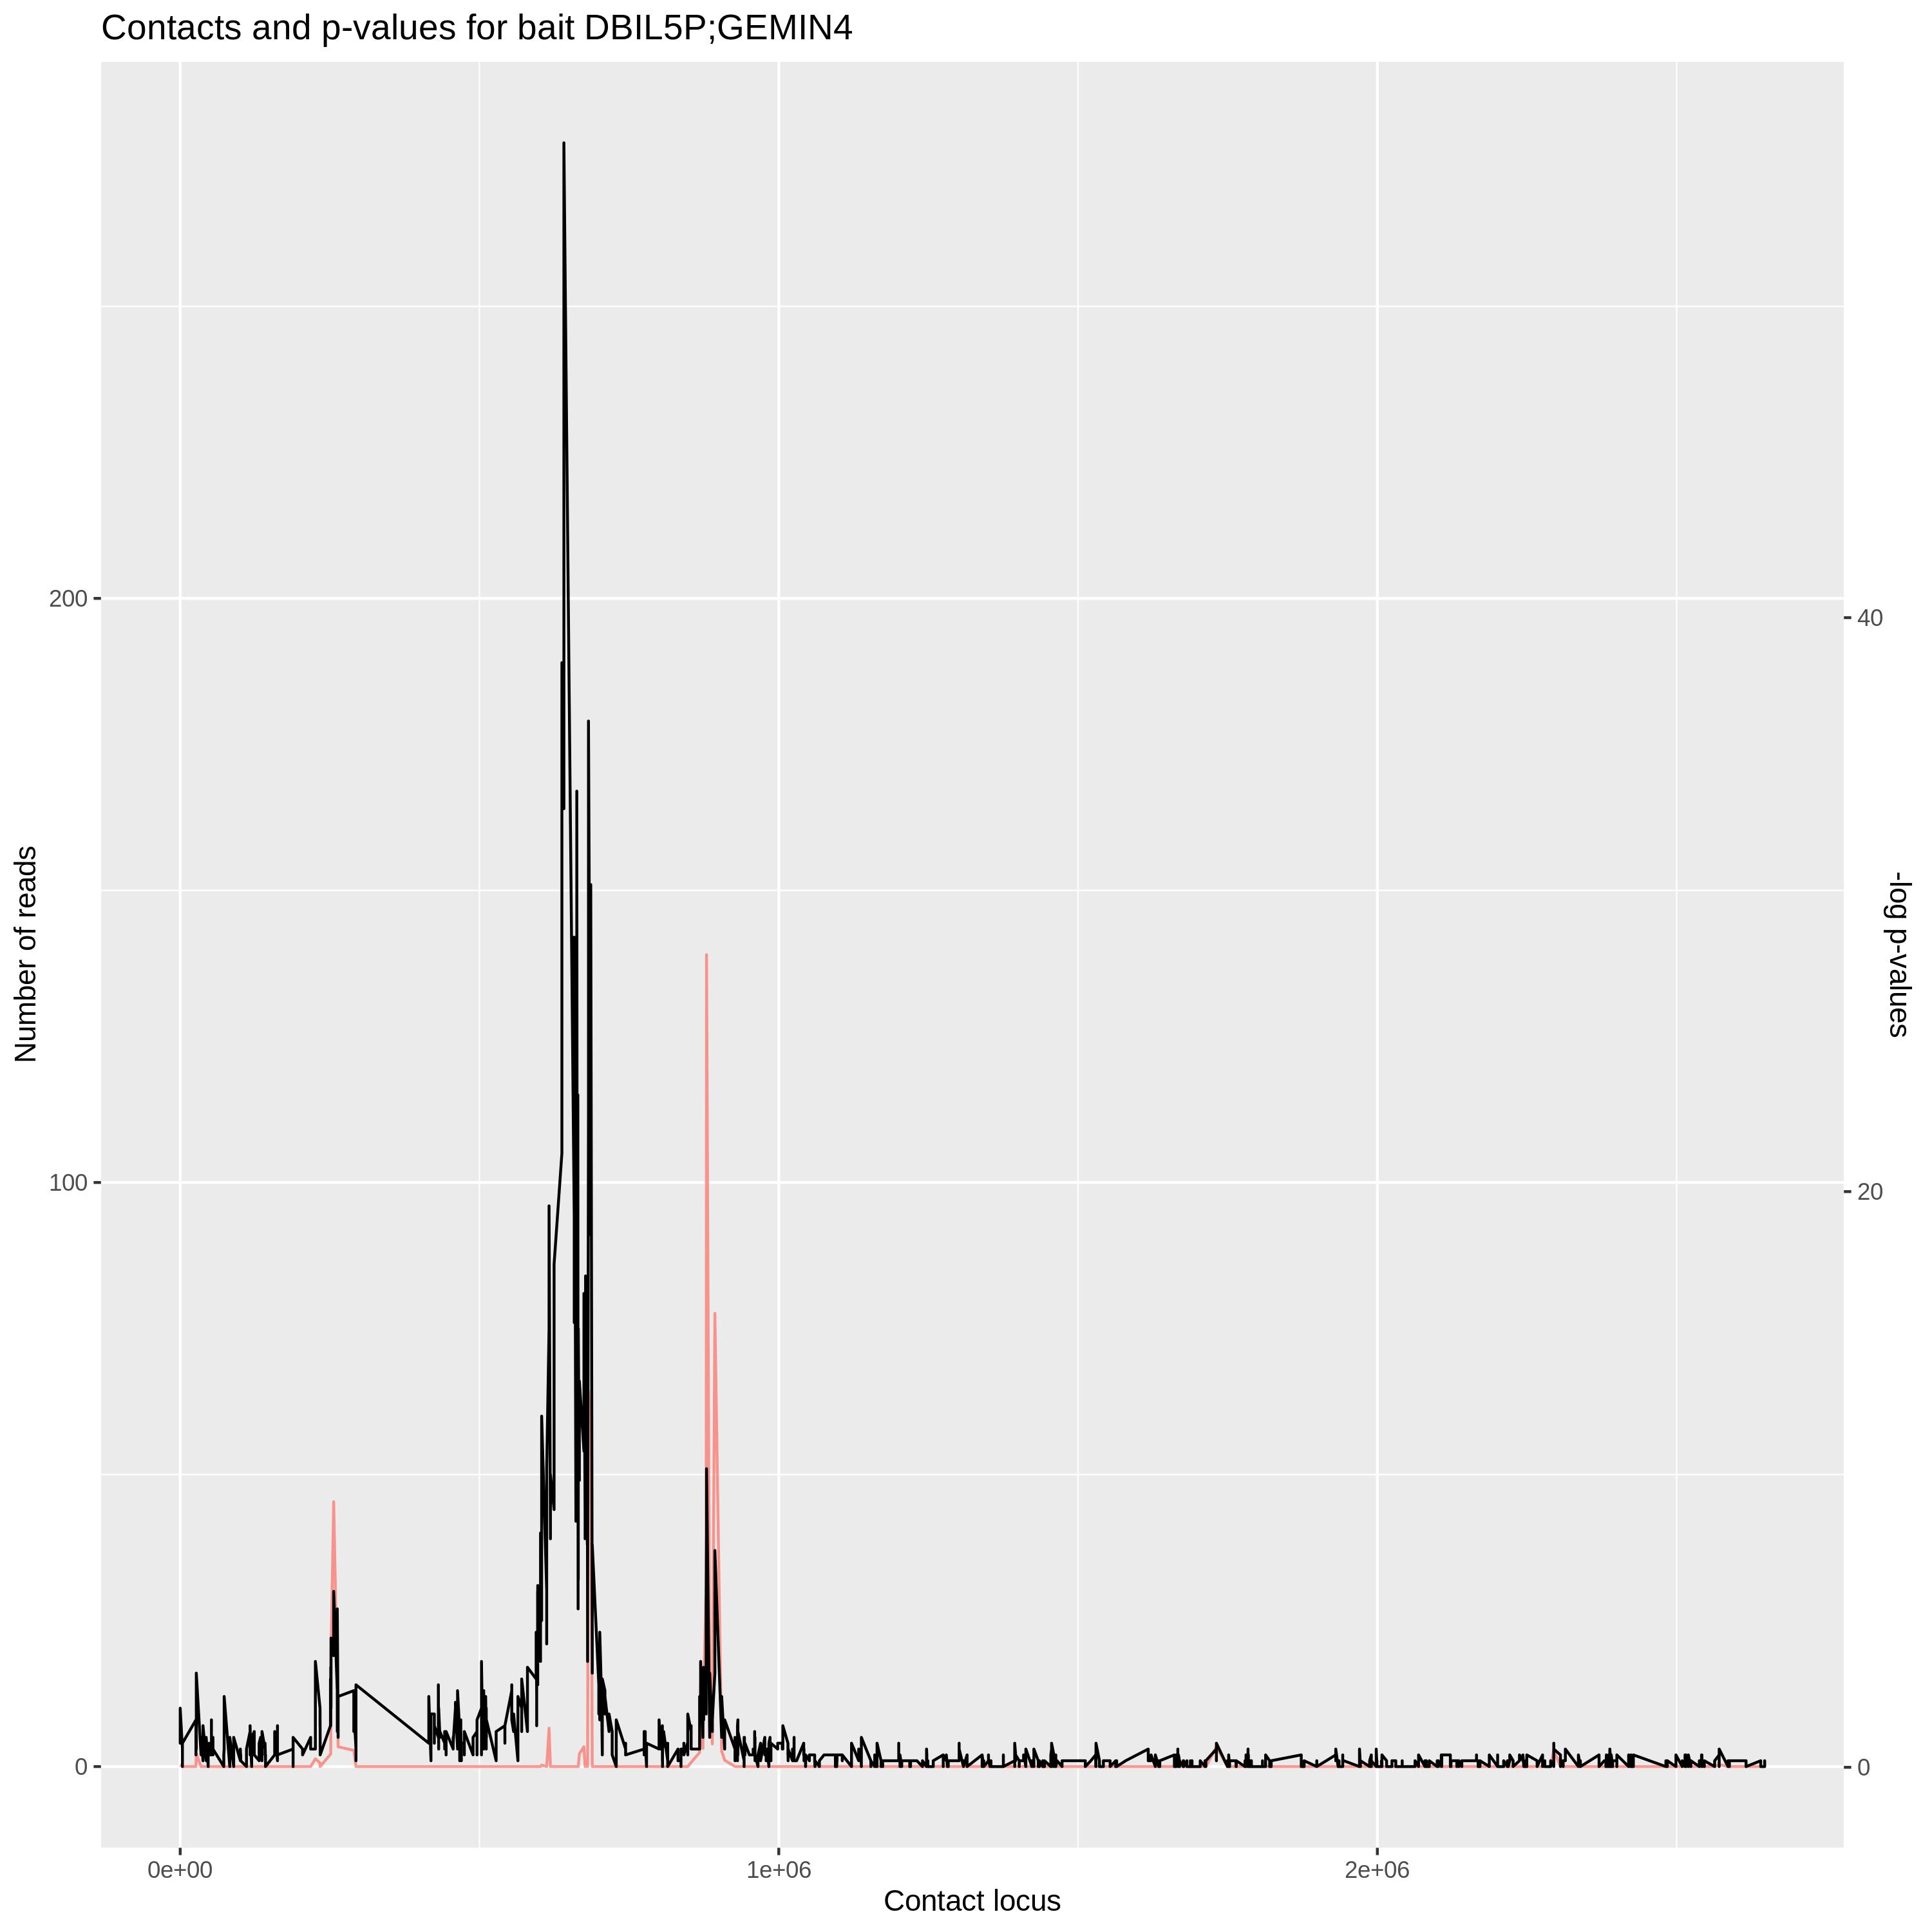 Contacts and p-values for bait DBIL5P;GEMIN4
Number of reads
200
100
0
40
20
0
-log p-values
0e+00
1e+06
2e+06
Contact locus